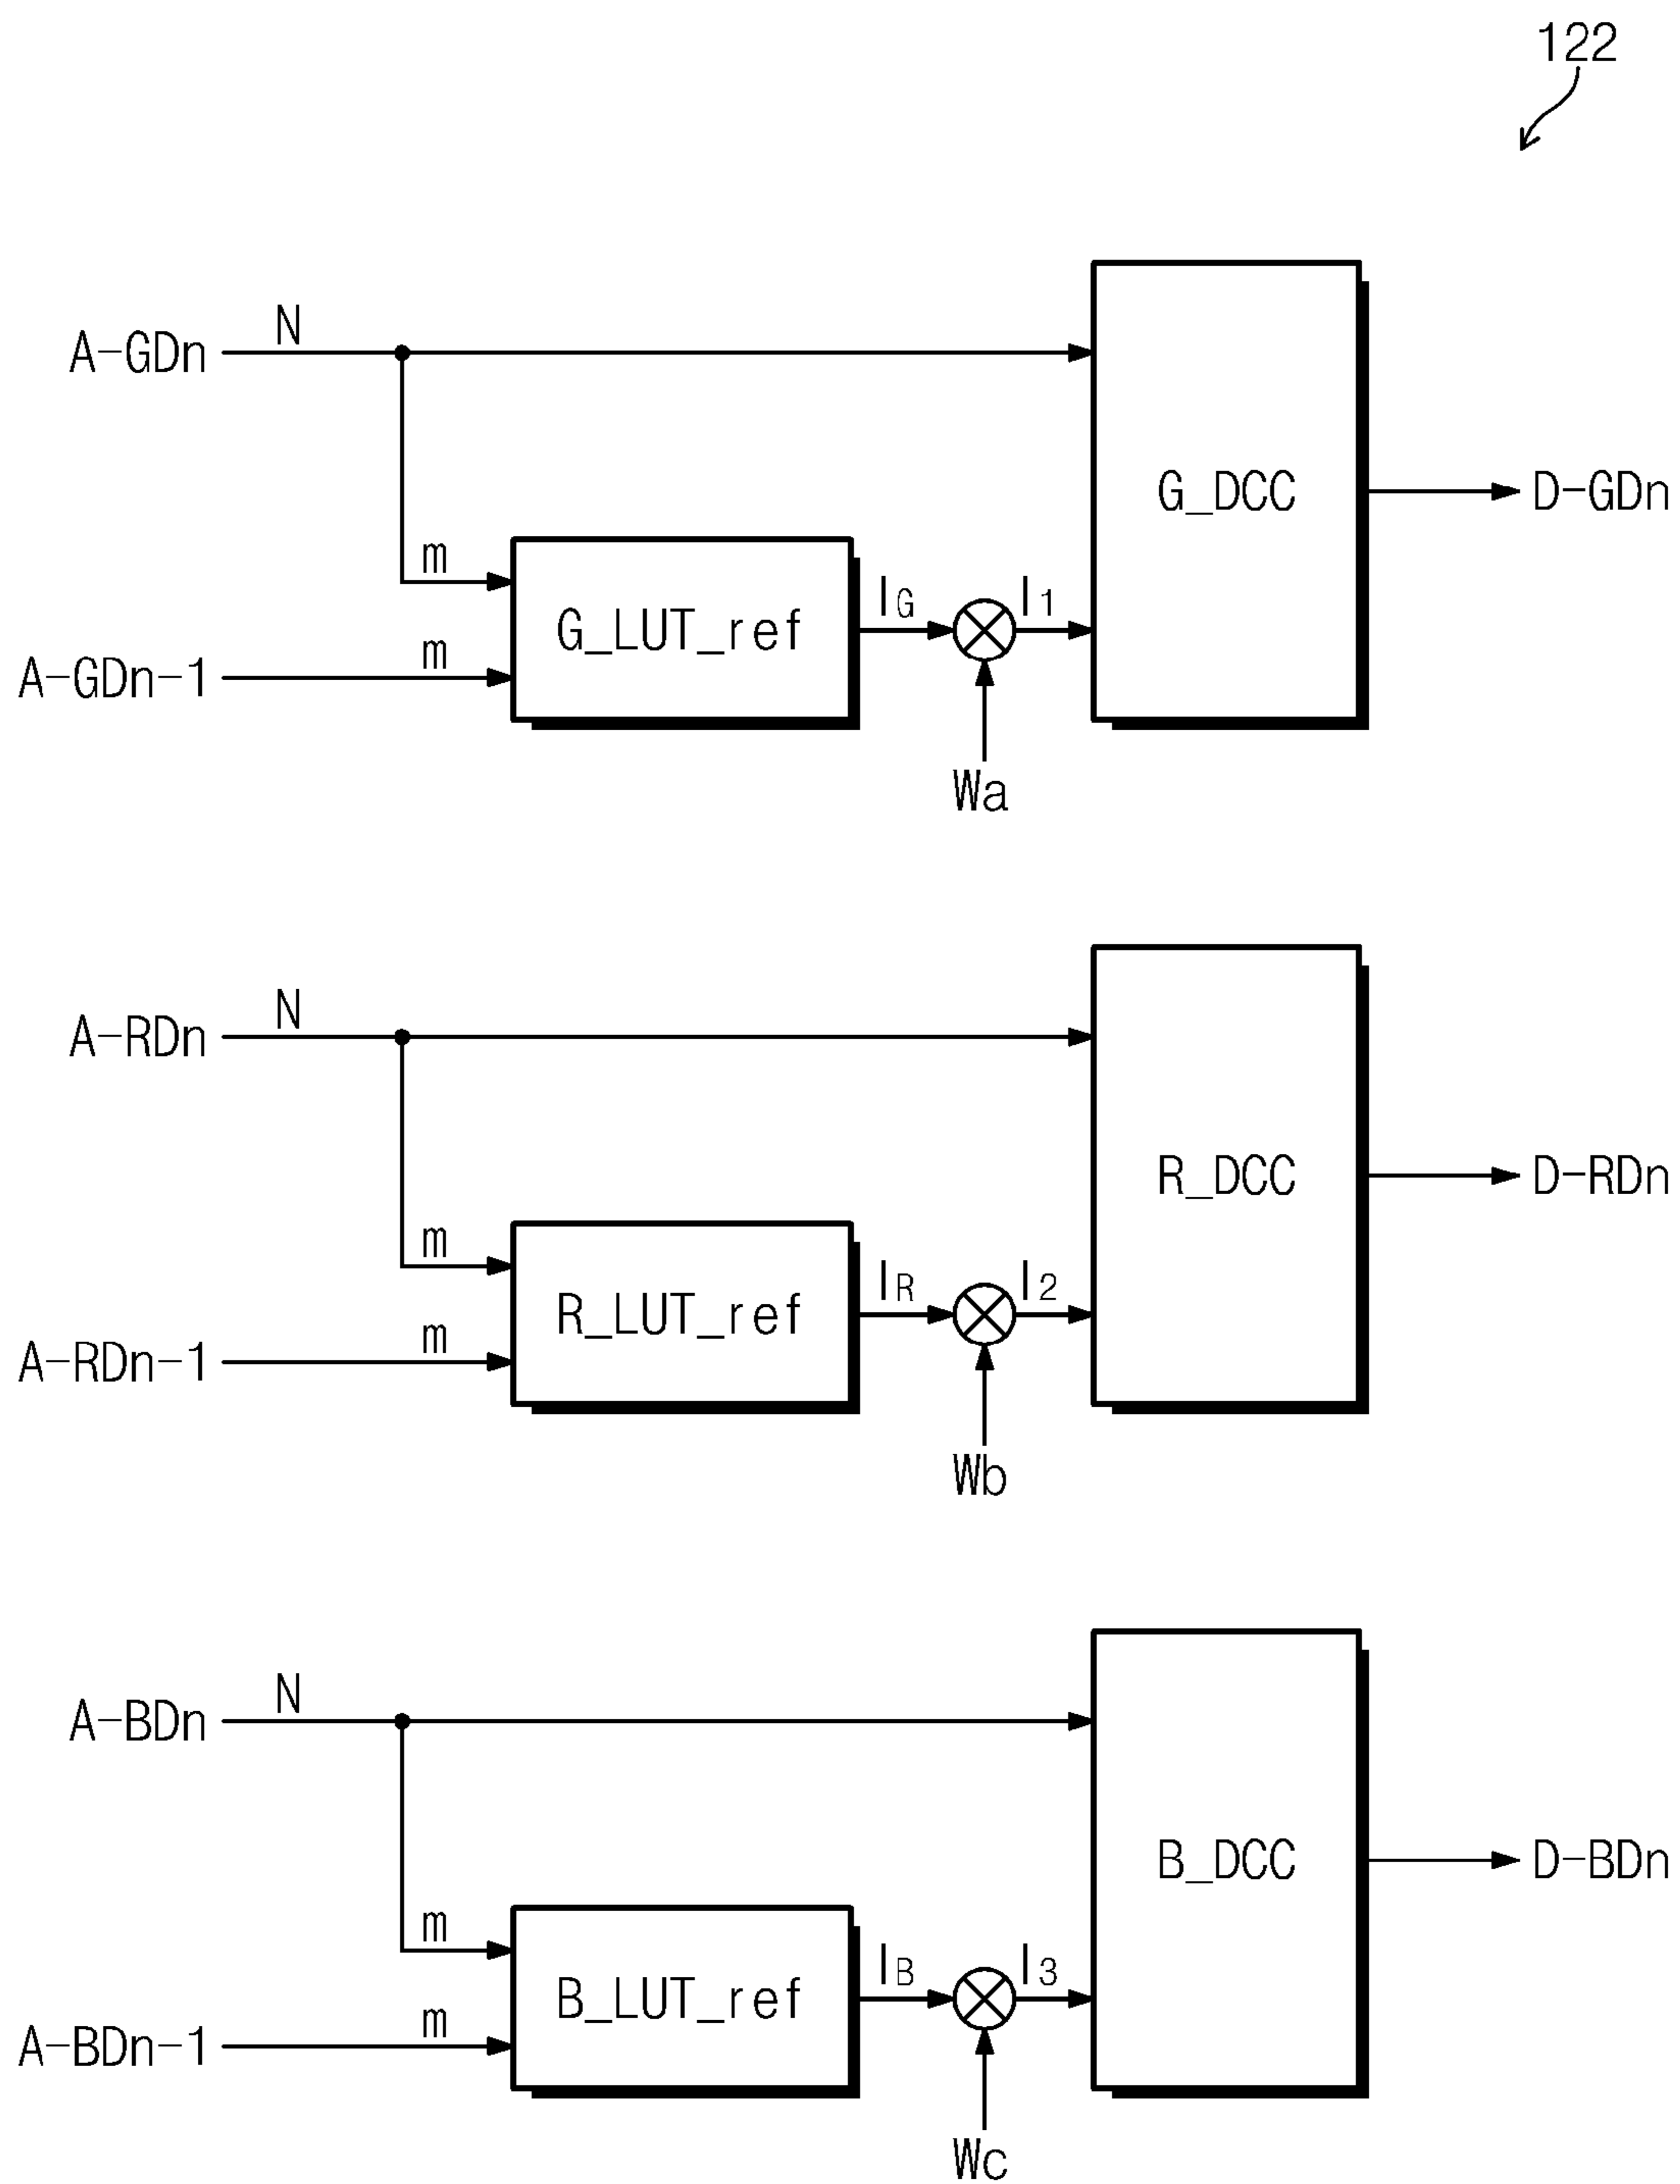 122
A-GDn
N
m
A-GDn-1
m
G_LUT_ref
IG
I1
Wa
G_DCC
D-GDn
A-RDn
N
m
A-RDn-1
m
R_LUT_ref
IR
I2
Wb
R_DCC
D-RDn
A-BDn
N
m
A-BDn-1
m
B_LUT_ref
IB
I3
Wc
B_DCC
D-BDn